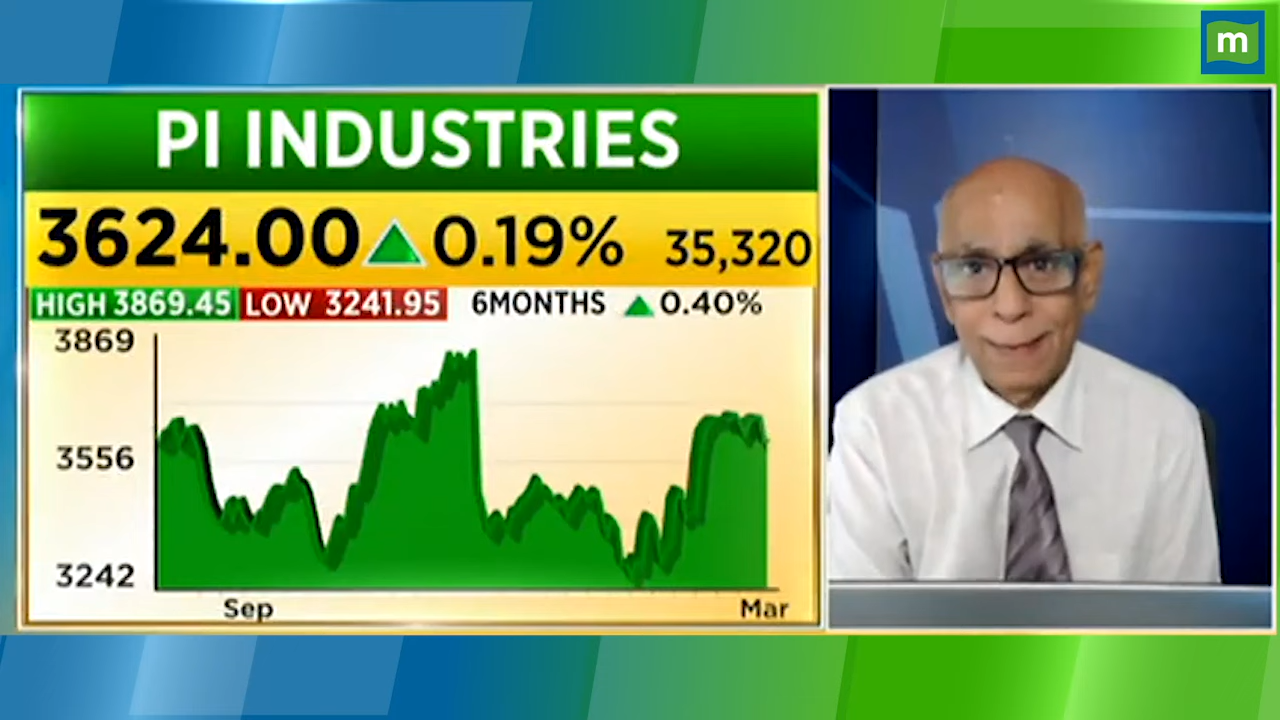 m
PI INDUSTRIES
3624.00 ▲ 0.19% 35,320
HIGH 3869.45 LOW 3241.95 6MONTHS ▲ 0.40%
3869
3556
3242
Sep Mar